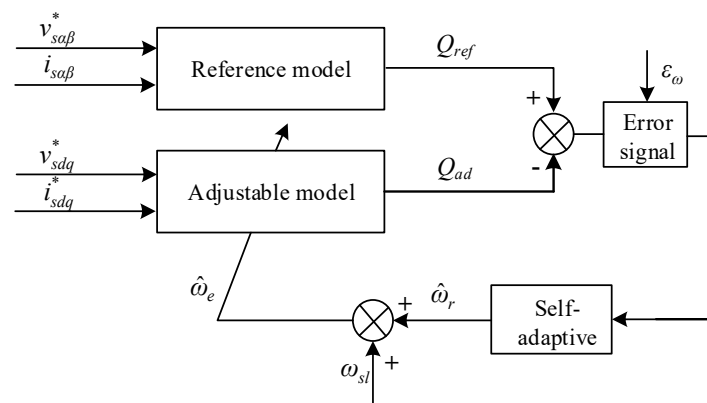 v*sαβ
isαβ
Reference model
Qref
+
-
εω
Error
signal
v*sdq
i*sdq
Adjustable model
Qad
ω̂e
+
ω̂r
Self-
adaptive
ωsl
+